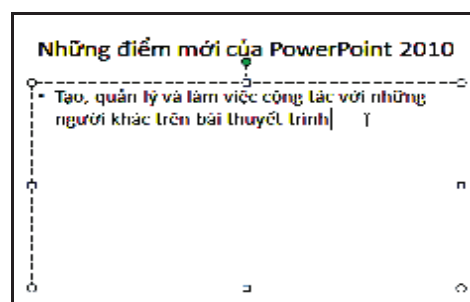 Những điểm mới của PowerPoint 2010
• Tạo, quản lý và làm việc cộng tác với những
người khác trên bài thuyết trình